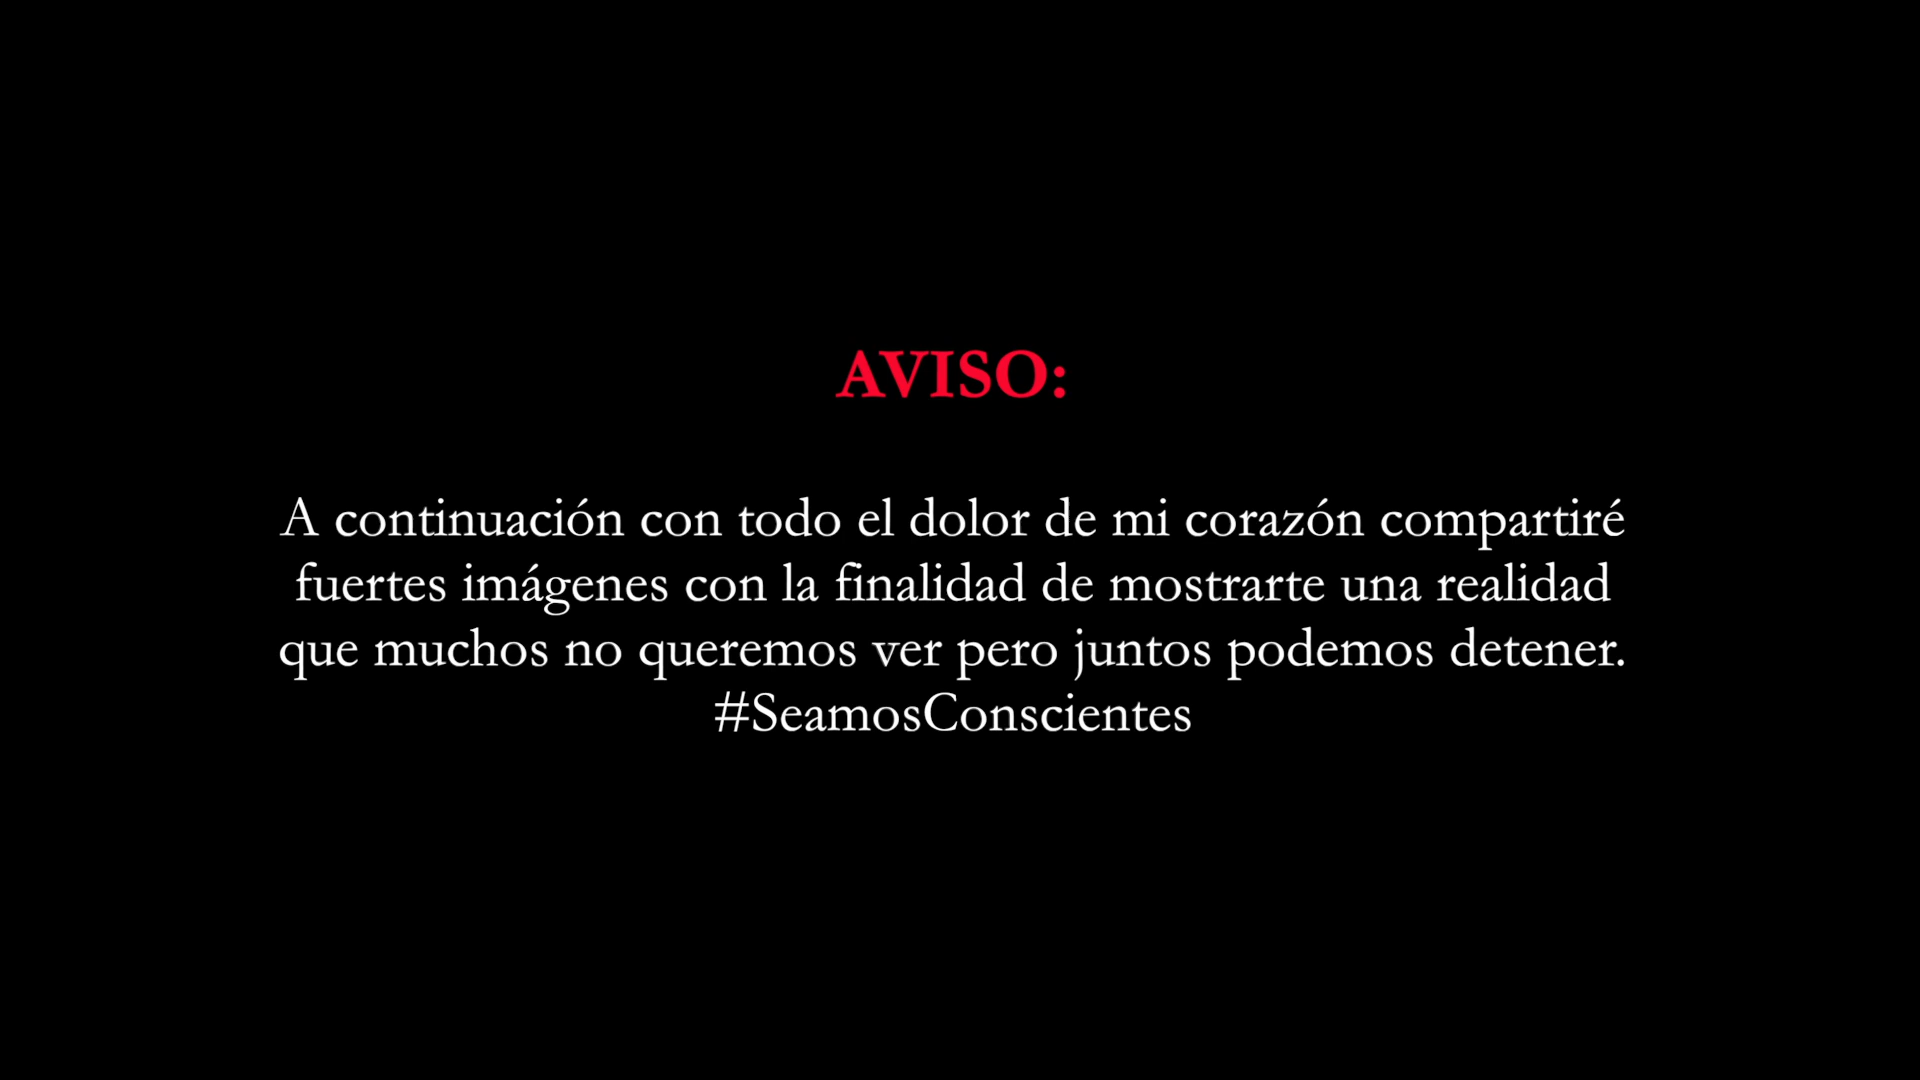 AVISO:
A continuación con todo el dolor de mi corazón compartiré
fuertes imágenes con la finalidad de mostrarte una realidad
que muchos no queremos ver pero juntos podemos detener.
#SeamosConscientes